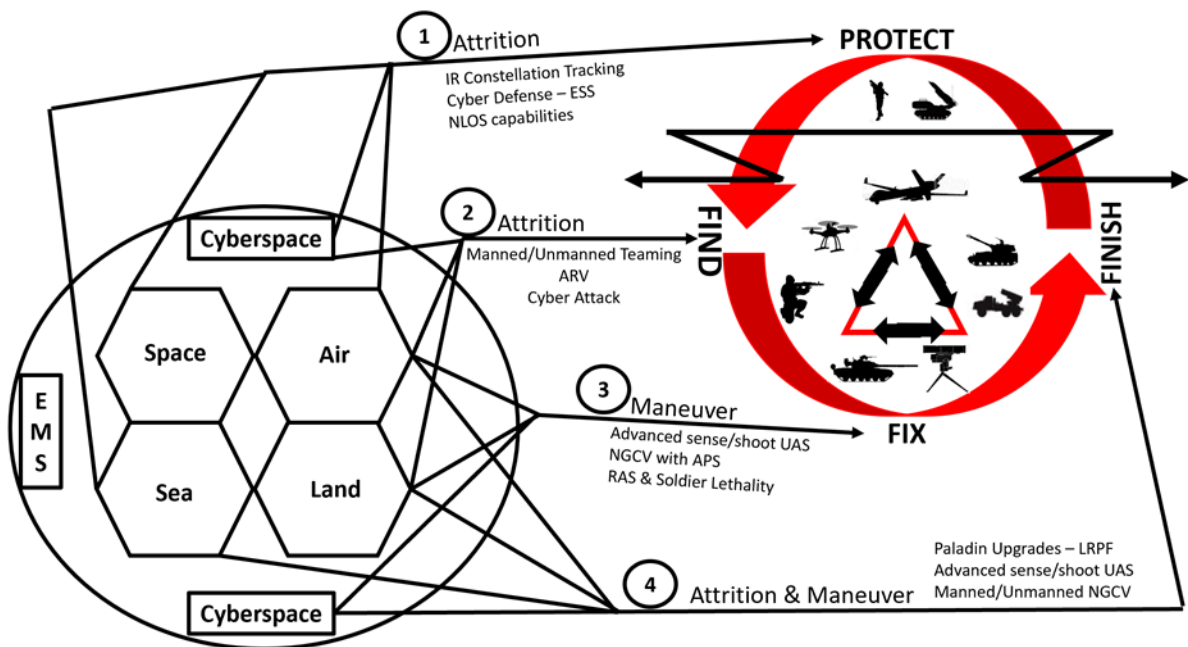 1
Attrition
IR Constellation Tracking
Cyber Defense – ESS
NLOS capabilities
PROTECT
2
Attrition
Manned/Unmanned Teaming
ARV
Cyber Attack
FIND
FINISH
Cyberspace
Space
Air
E
M
S
Sea
Land
Cyberspace
3
Maneuver
Advanced sense/shoot UAS
NGCV with APS
RAS & Soldier Lethality
FIX
4
Attrition & Maneuver
Paladin Upgrades – LRPF
Advanced sense/shoot UAS
Manned/Unmanned NGCV